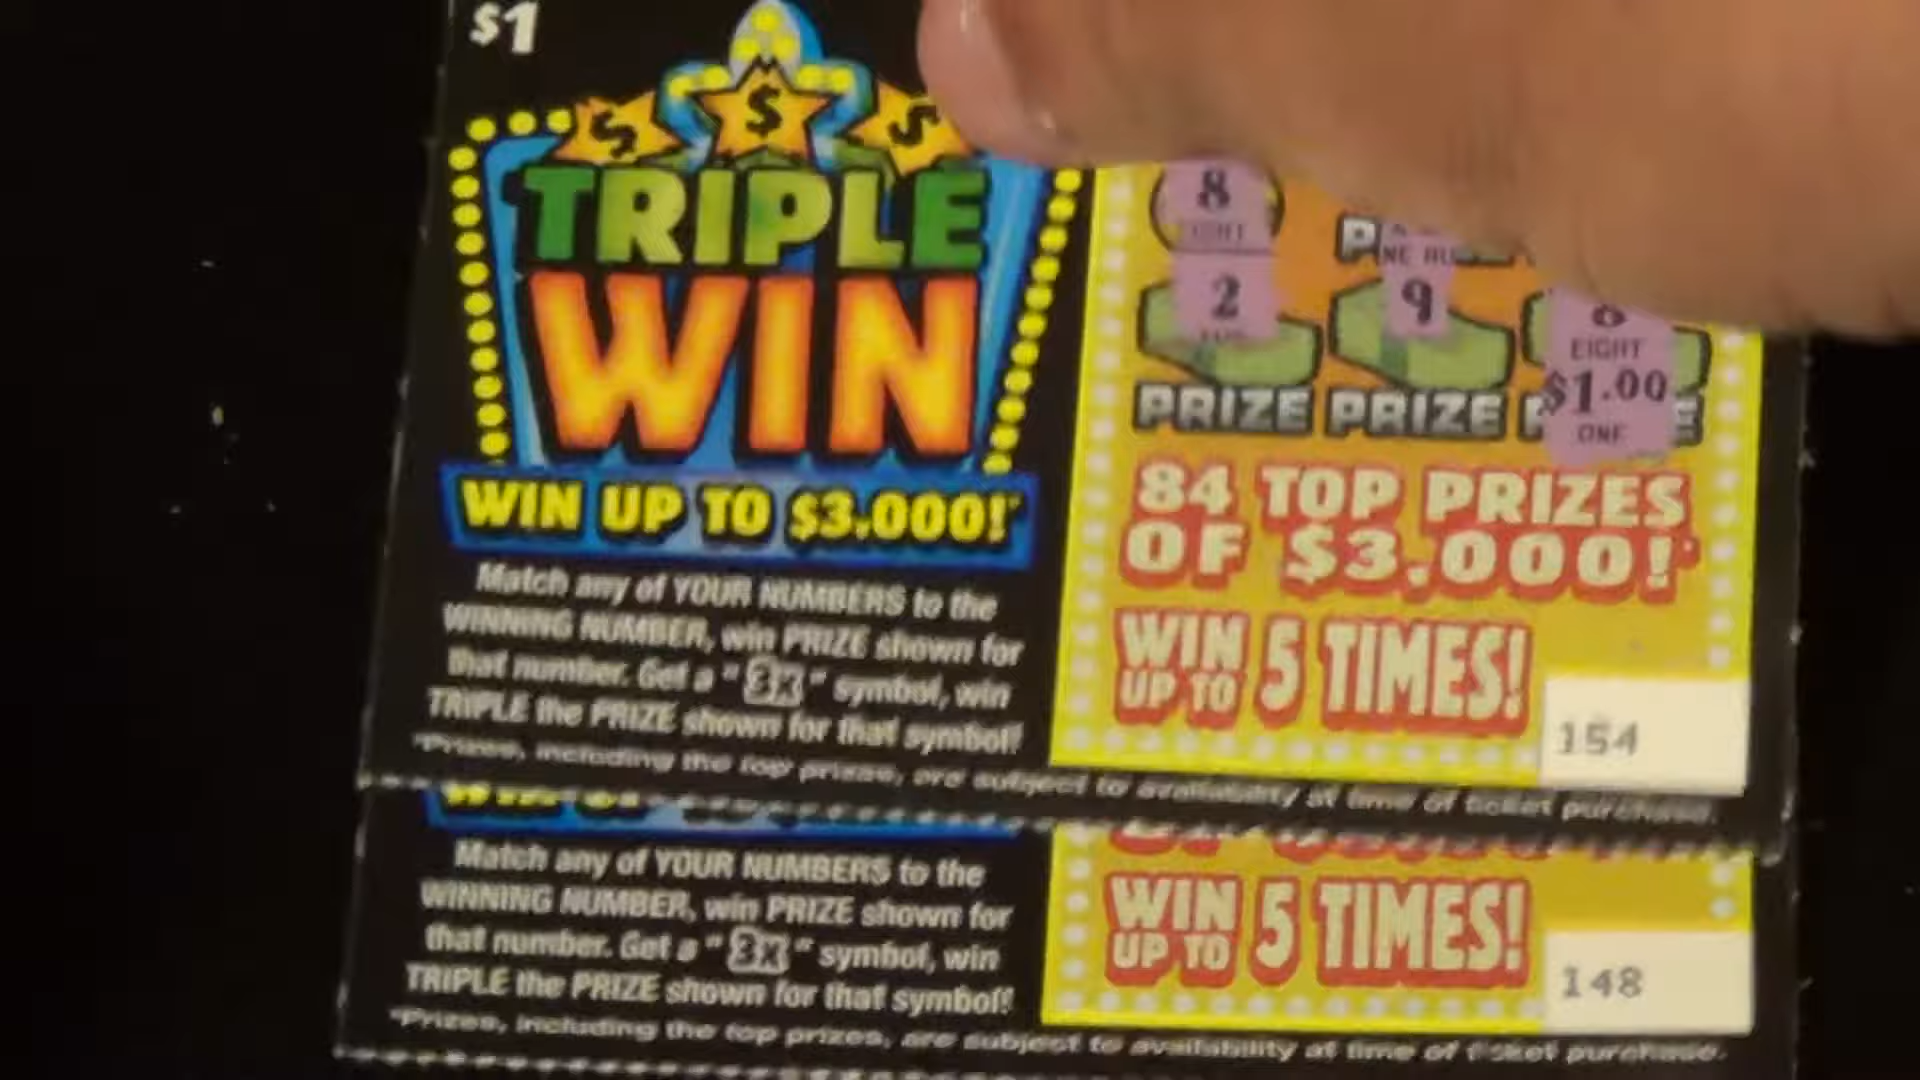 $1
TRIPLE
WIN
WIN UP TO $3,000!*
Match any of YOUR NUMBERS to the
WINNING NUMBER, win PRIZE shown for
that number. Get a "3X" symbol, win
TRIPLE the PRIZE shown for that symbol!
*Prizes, including the top prizes, are subject to availability at time of ticket purchase.
8
EIGHT
2
9
8
EIGHT
$1.00
ONE
PRIZE PRIZE
84 TOP PRIZES
OF $3,000!*
WIN
UP TO
5 TIMES!
154
Match any of YOUR NUMBERS to the
WINNING NUMBER, win PRIZE shown for
that number. Get a "3X" symbol, win
TRIPLE the PRIZE shown for that symbol!
*Prizes, including the top prizes, are subject to availability at time of ticket purchase.
WIN
UP TO
5 TIMES!
148